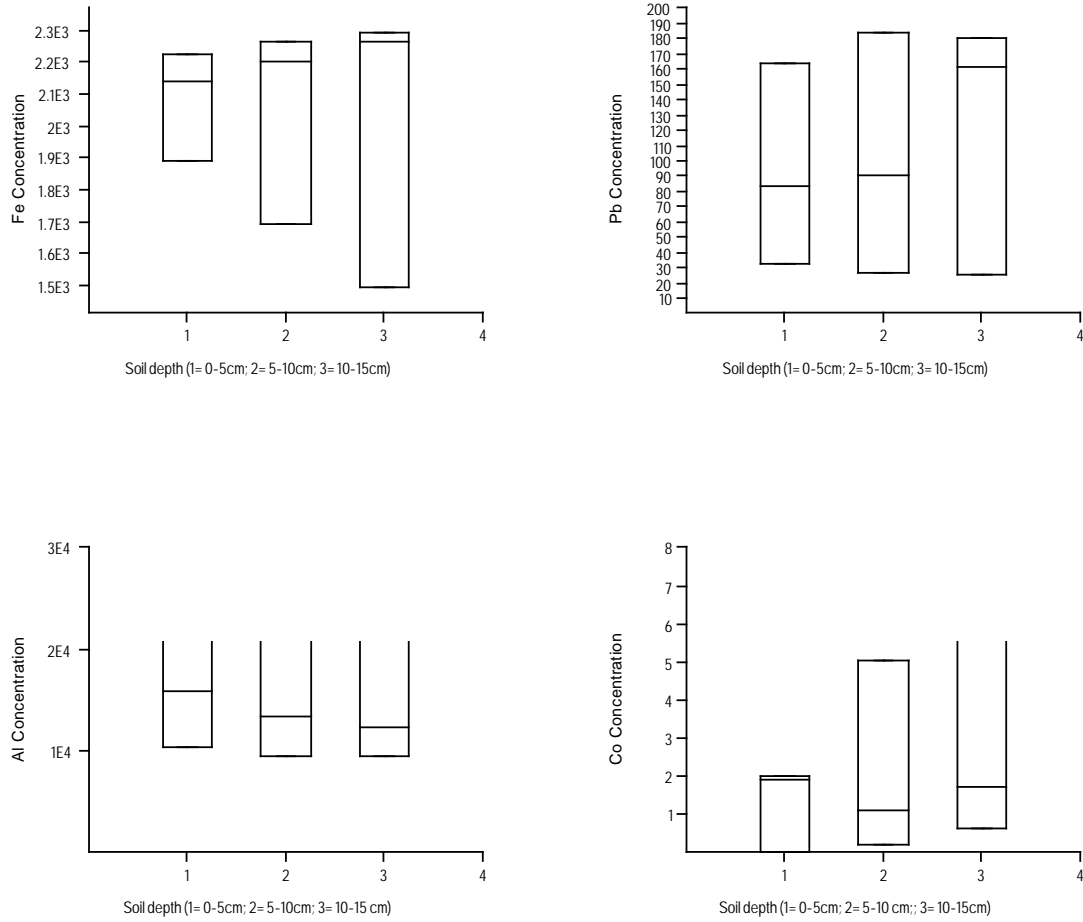 Fe Concentration
2.3E3
2.2E3
2.1E3
2E3
1.9E3
1.8E3
1.7E3
1.6E3
1.5E3
1
2
3
4
Soil depth (1= 0-5cm; 2= 5-10cm; 3= 10-15cm)
Pb Concentration
200
190
180
170
160
150
140
130
120
110
100
90
80
70
60
50
40
30
20
10
1
2
3
4
Soil depth (1= 0-5cm; 2= 5-10cm; 3= 10-15cm)
Al Concentration
3E4
2E4
1E4
1
2
3
4
Soil depth (1= 0-5cm; 2= 5-10cm; 3= 10-15 cm)
Co Concentration
8
7
6
5
4
3
2
1
1
2
3
4
Soil depth (1= 0-5cm; 2= 5-10 cm;; 3= 10-15cm)